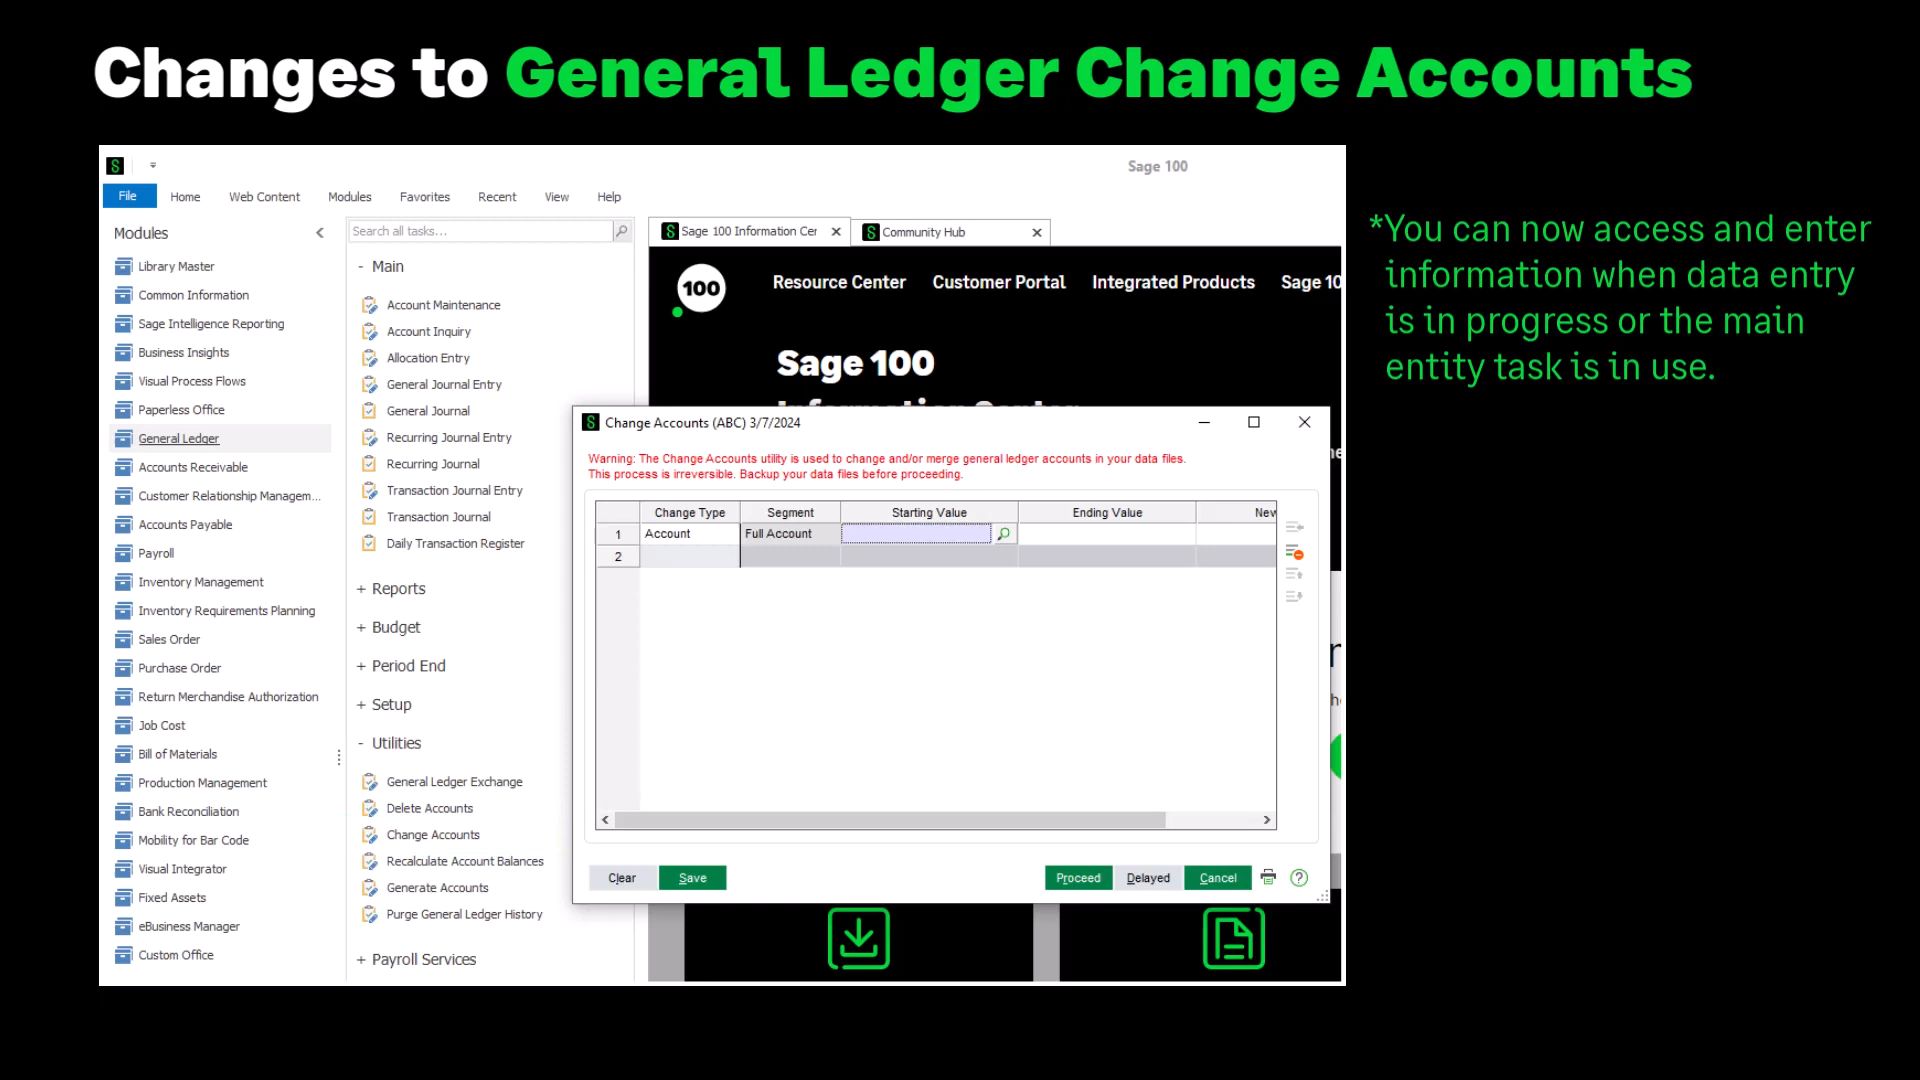 Changes to General Ledger Change Accounts
Sage 100
File Home Web Content Modules Favorites Recent View Help
Modules
Library Master
Common Information
Sage Intelligence Reporting
Business Insights
Visual Process Flows
Paperless Office
General Ledger
Accounts Receivable
Customer Relationship Managem...
Accounts Payable
Payroll
Inventory Management
Inventory Requirements Planning
Sales Order
Purchase Order
Return Merchandise Authorization
Job Cost
Bill of Materials
Production Management
Bank Reconciliation
Mobility for Bar Code
Visual Integrator
Fixed Assets
eBusiness Manager
Custom Office
Search all tasks...
- Main
Account Maintenance
Account Inquiry
Allocation Entry
General Journal Entry
General Journal
Recurring Journal Entry
Recurring Journal
Transaction Journal Entry
Transaction Journal
Daily Transaction Register
+ Reports
+ Budget
+ Period End
+ Setup
- Utilities
General Ledger Exchange
Delete Accounts
Change Accounts
Recalculate Account Balances
Generate Accounts
Purge General Ledger History
+ Payroll Services
Sage 100 Information Cer
Community Hub
100
Resource Center Customer Portal Integrated Products Sage 10
Sage 100
Information Center
Change Accounts (ABC) 3/7/2024
Warning: The Change Accounts utility is used to change and/or merge general ledger accounts in your data files.
This process is irreversible. Backup your data files before proceeding.
Change Type Segment Starting Value Ending Value New
1 Account Full Account
2
Clear Save Proceed Delayed Cancel
*You can now access and enter
information when data entry
is in progress or the main
entity task is in use.